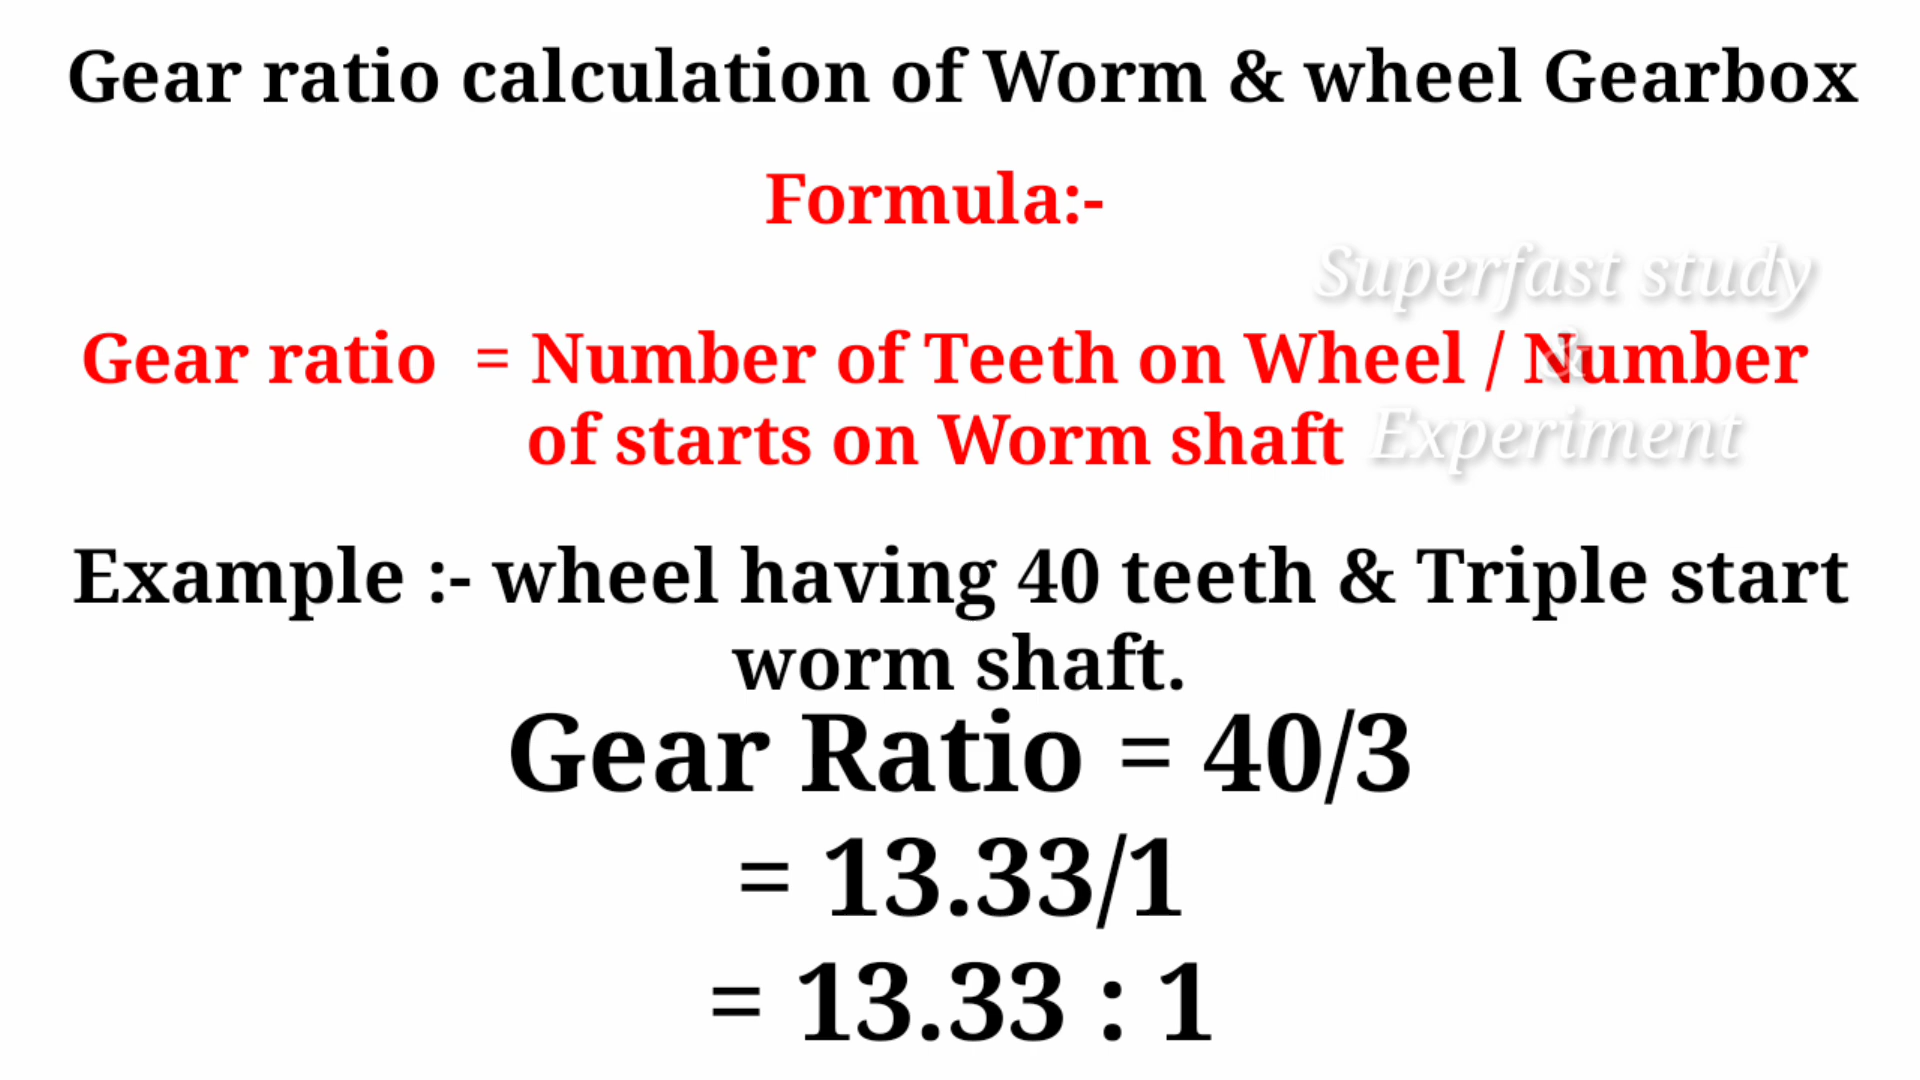 Gear ratio calculation of Worm & wheel Gearbox
Formula:-
Superfast study
&
Experiment
Gear ratio = Number of Teeth on Wheel / Number
of starts on Worm shaft
Example :- wheel having 40 teeth & Triple start
worm shaft.
Gear Ratio = 40/3
= 13.33/1
= 13.33 : 1